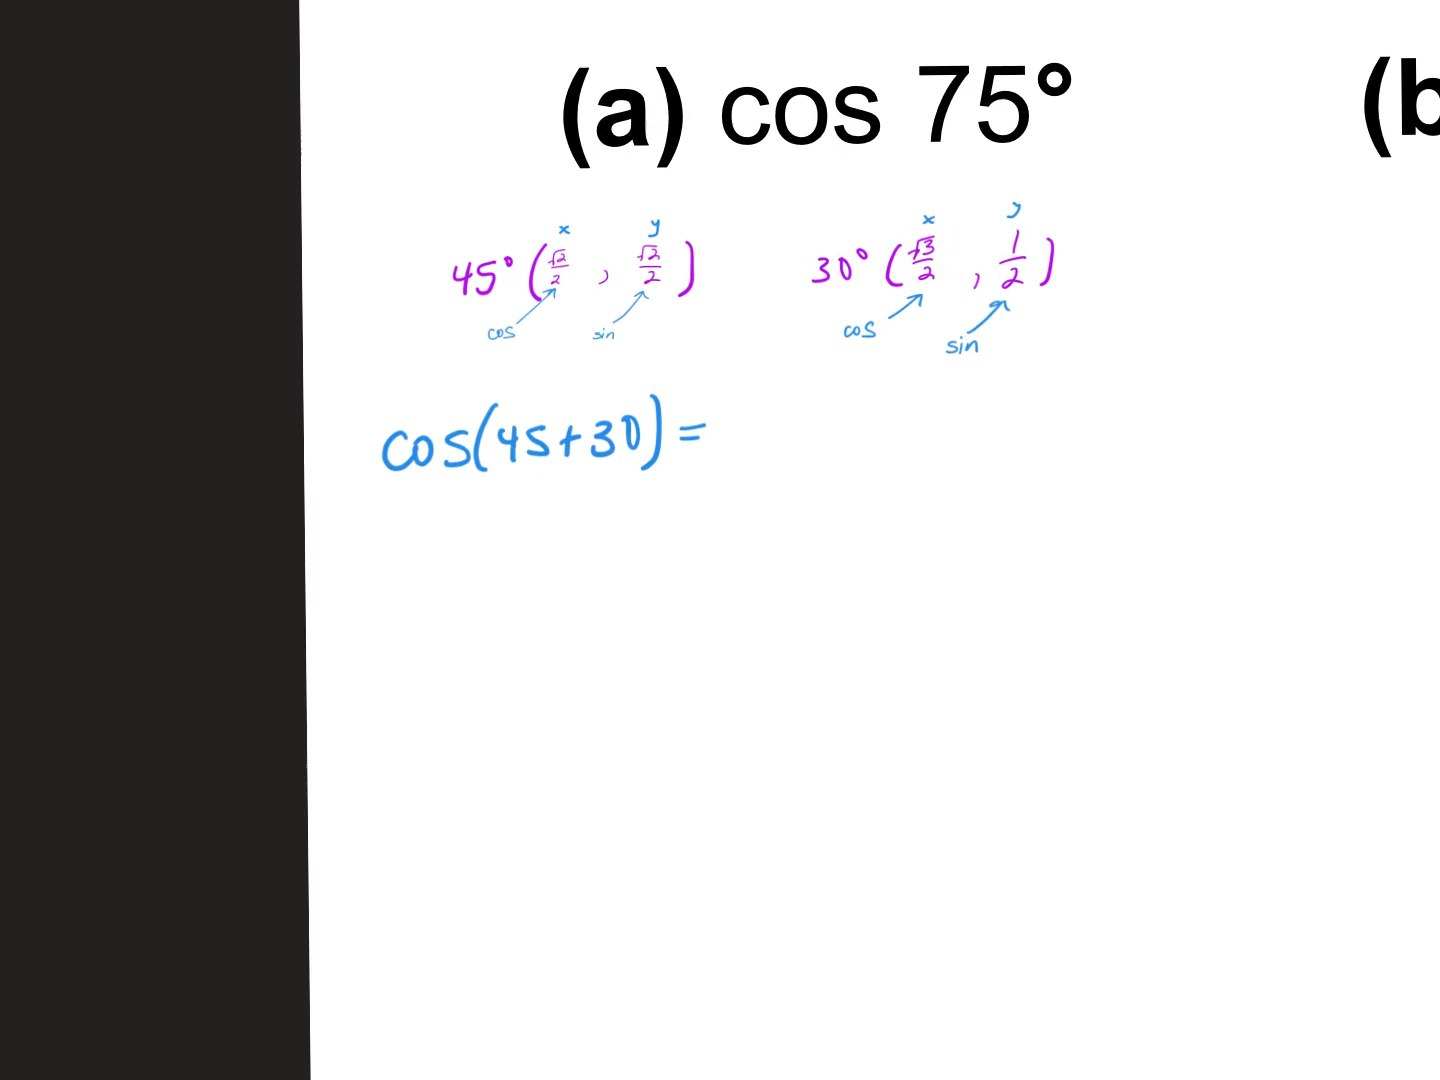 (a) cos 75° (b
x y x y
45° (√2/2 , √2/2) 30° (√3/2 , 1/2)
cos sin cos sin
cos(45+30)=